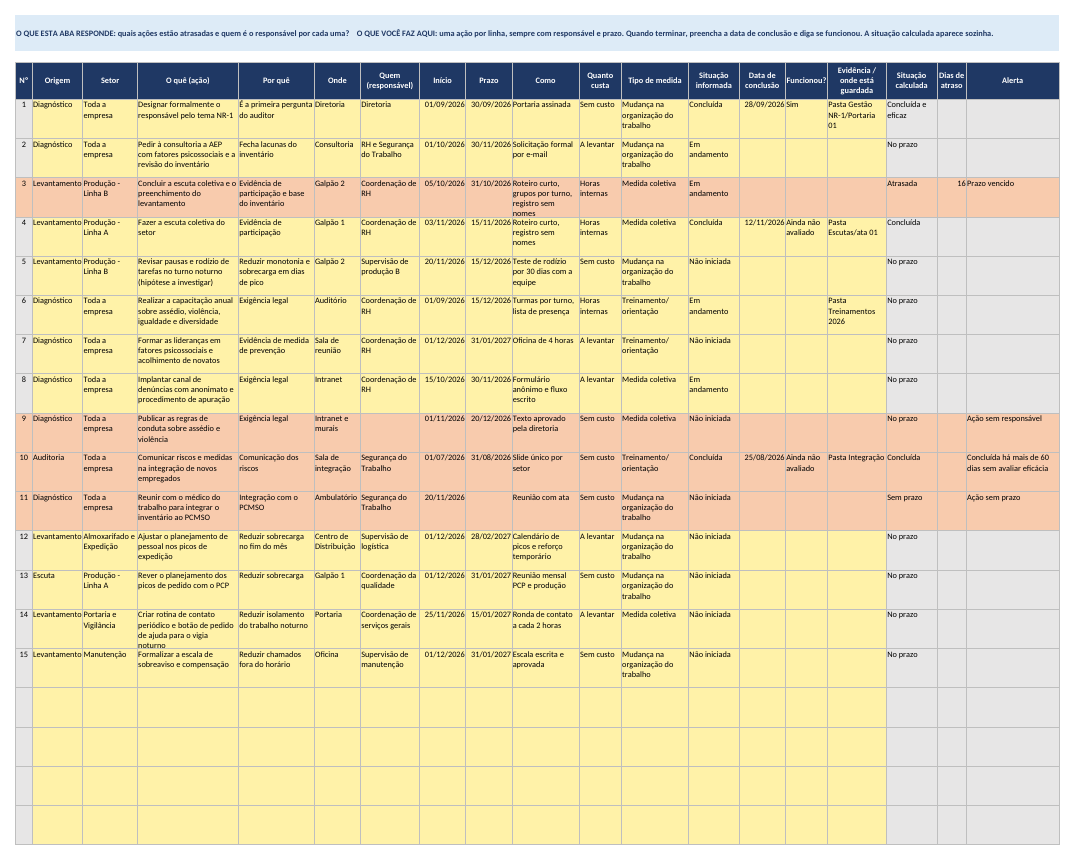 O QUE ESTA ABA RESPONDE: quais ações estão atrasadas e quem é o responsável por cada uma? O QUE VOCÊ FAZ AQUI: uma ação por linha, sempre com responsável e prazo. Quando terminar, preencha a data de conclusão e diga se funcionou. A situação calculada aparece sozinha.
Nº Origem Setor O quê (ação) Por quê Onde Quem (responsável) Início Prazo Como Quanto custa Tipo de medida Situação informada Data de conclusão Funcionou? Evidência / onde está guardada Situação calculada Dias de atraso Alerta
1 Diagnóstico Toda a empresa Designar formalmente o responsável pelo tema NR-1 É a primeira pergunta do auditor Diretoria Diretoria 01/09/2026 30/09/2026 Portaria assinada Sem custo Mudança na organização do trabalho Concluída 28/09/2026 Sim Pasta Gestão NR-1/Portaria 01 Concluída e eficaz
2 Diagnóstico Toda a empresa Pedir à consultoria a AEP com fatores psicossociais e a revisão do inventário Fecha lacunas do inventário Consultoria RH e Segurança do Trabalho 01/10/2026 30/11/2026 Solicitação formal por e-mail A levantar Mudança na organização do trabalho Em andamento No prazo
3 Levantamento Produção - Linha B Concluir a escuta coletiva e o preenchimento do levantamento Evidência de participação e base do inventário Galpão 2 Coordenação de RH 05/10/2026 31/10/2026 Roteiro curto, grupos por turno, registro sem nomes Horas internas Medida coletiva Em andamento Atrasada 16 Prazo vencido
4 Levantamento Produção - Linha A Fazer a escuta coletiva do setor Evidência de participação Galpão 1 Coordenação de RH 03/11/2026 15/11/2026 Roteiro curto, registro sem nomes Horas internas Medida coletiva Concluída 12/11/2026 Ainda não avaliado Pasta Escutas/ata 01 Concluída
5 Levantamento Produção - Linha B Revisar pausas e rodízio de tarefas no turno noturno (hipótese a investigar) Reduzir monotonia e sobrecarga em dias de pico Galpão 2 Supervisão de produção B 20/11/2026 15/12/2026 Teste de rodízio por 30 dias com a equipe Sem custo Mudança na organização do trabalho Não iniciada No prazo
6 Diagnóstico Toda a empresa Realizar a capacitação anual sobre assédio, violência, igualdade e diversidade Exigência legal Auditório Coordenação de RH 01/09/2026 15/12/2026 Turmas por turno, lista de presença Horas internas Treinamento/ orientação Em andamento Pasta Treinamentos 2026 No prazo
7 Diagnóstico Toda a empresa Formar as lideranças em fatores psicossociais e acolhimento de novatos Evidência de medida de prevenção Sala de reunião Coordenação de RH 01/12/2026 31/01/2027 Oficina de 4 horas A levantar Treinamento/ orientação Não iniciada No prazo
8 Diagnóstico Toda a empresa Implantar canal de denúncias com anonimato e procedimento de apuração Exigência legal Intranet Coordenação de RH 15/10/2026 30/11/2026 Formulário anônimo e fluxo escrito A levantar Medida coletiva Em andamento No prazo
9 Diagnóstico Toda a empresa Publicar as regras de conduta sobre assédio e violência Exigência legal Intranet e murais 01/11/2026 20/12/2026 Texto aprovado pela diretoria Sem custo Medida coletiva Não iniciada No prazo Ação sem responsável
10 Auditoria Toda a empresa Comunicar riscos e medidas na integração de novos empregados Comunicação dos riscos Sala de integração Segurança do Trabalho 01/07/2026 31/08/2026 Slide único por setor Sem custo Treinamento/ orientação Concluída 25/08/2026 Ainda não avaliado Pasta Integração Concluída Concluída há mais de 60 dias sem avaliar eficácia
11 Diagnóstico Toda a empresa Reunir com o médico do trabalho para integrar o inventário ao PCMSO Integração com o PCMSO Ambulatório Segurança do Trabalho 20/11/2026 Reunião com ata Sem custo Mudança na organização do trabalho Não iniciada Sem prazo Ação sem prazo
12 Levantamento Almoxarifado e Expedição Ajustar o planejamento de pessoal nos picos de expedição Reduzir sobrecarga no fim do mês Centro de Distribuição Supervisão de logística 01/12/2026 28/02/2027 Calendário de picos e reforço temporário A levantar Mudança na organização do trabalho Não iniciada No prazo
13 Escuta Produção - Linha A Rever o planejamento dos picos de pedido com o PCP Reduzir sobrecarga Galpão 1 Coordenação da qualidade 01/12/2026 31/01/2027 Reunião mensal PCP e produção Sem custo Mudança na organização do trabalho Não iniciada No prazo
14 Levantamento Portaria e Vigilância Criar rotina de contato periódico e botão de pedido de ajuda para o vigia noturno Reduzir isolamento do trabalho noturno Portaria Coordenação de serviços gerais 25/11/2026 15/01/2027 Ronda de contato a cada 2 horas A levantar Medida coletiva Não iniciada No prazo
15 Levantamento Manutenção Formalizar a escala de sobreaviso e compensação Reduzir chamados fora do horário Oficina Supervisão de manutenção 01/12/2026 31/01/2027 Escala escrita e aprovada Sem custo Mudança na organização do trabalho Não iniciada No prazo